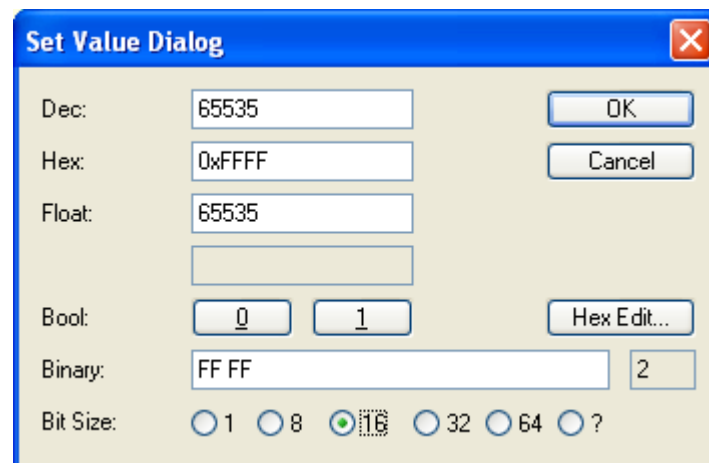 Set Value Dialog
Dec: 65535 OK
Hex: 0xFFFF Cancel
Float: 65535
Bool: 0 1 Hex Edit...
Binary: FF FF 2
Bit Size: 1 8 16 32 64 ?